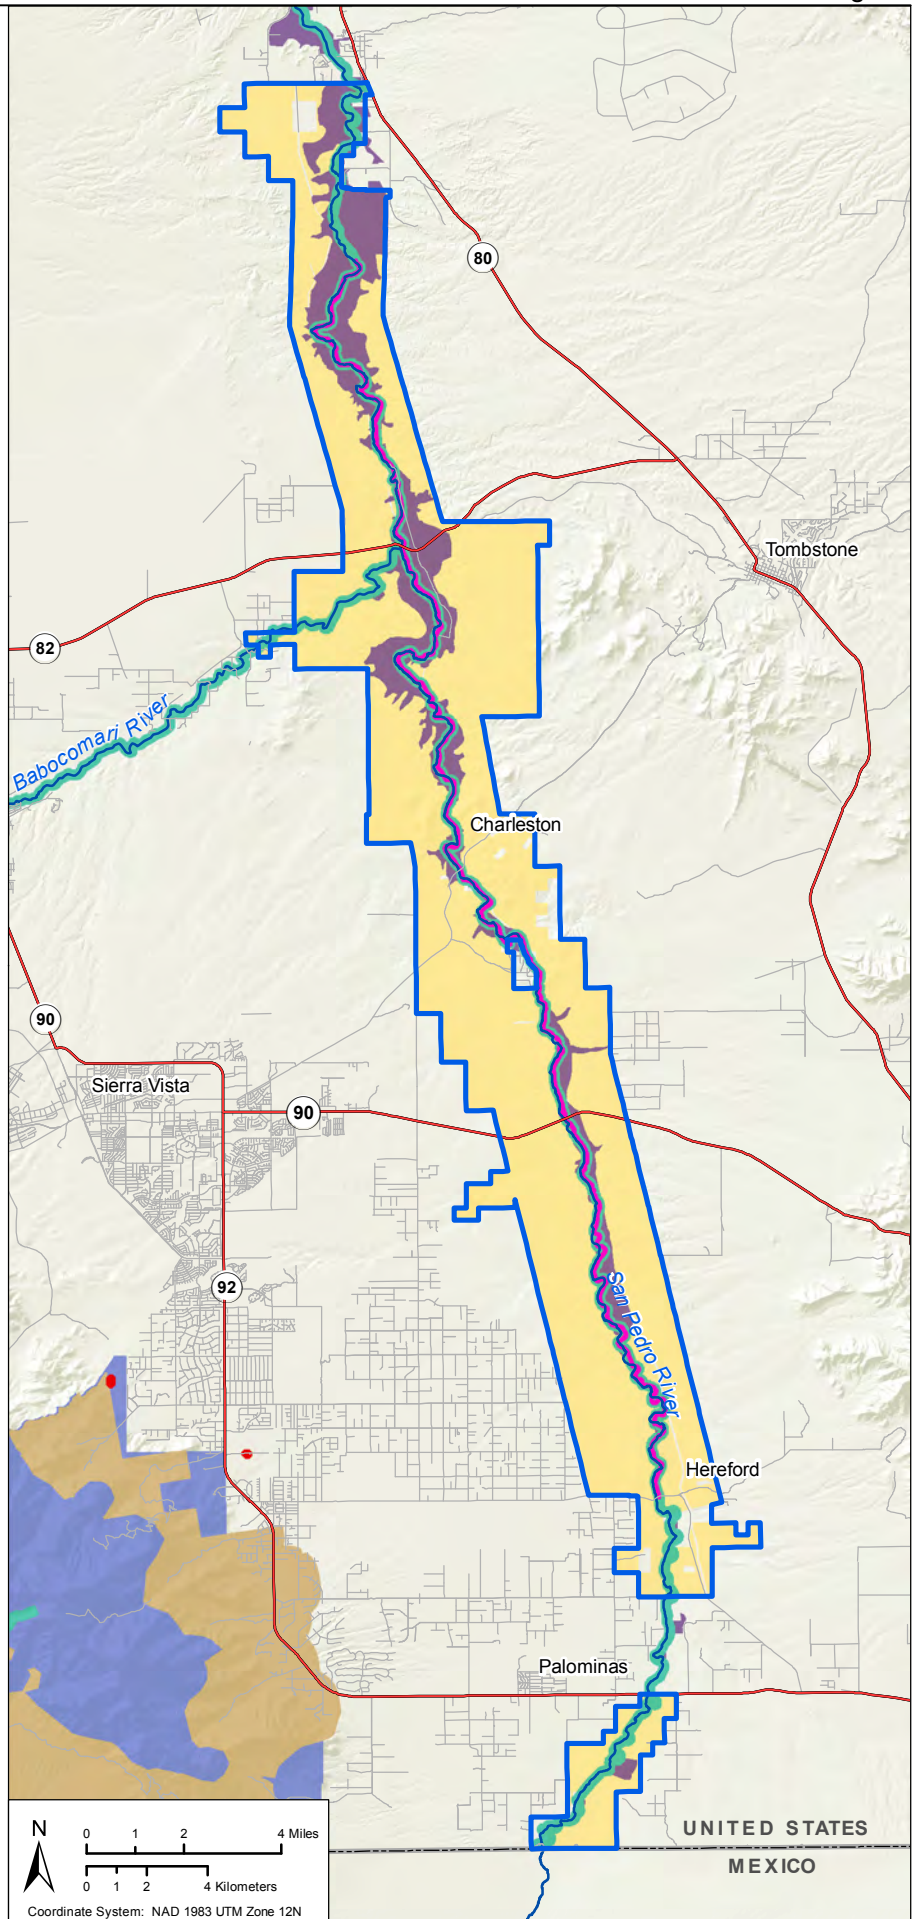 80
Tombstone
82
Babocomari River
Charleston
90
Sierra Vista
90
92
San Pedro River
Hereford
Palominas
UNITED STATES
MEXICO
N
0 1 2 4 Miles
0 1 2 4 Kilometers
Coordinate System: NAD 1983 UTM Zone 12N